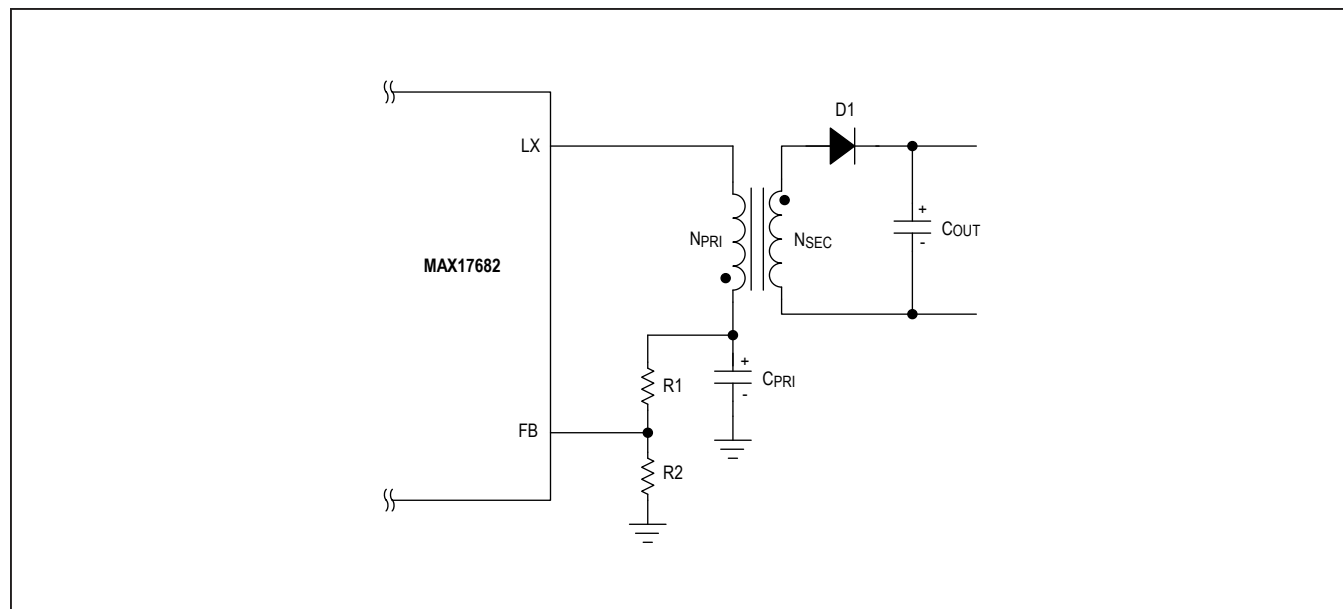 D1
LX
+
COUT
-
NPRI
NSEC
MAX17682
+
R1
CPRI
-
FB
R2